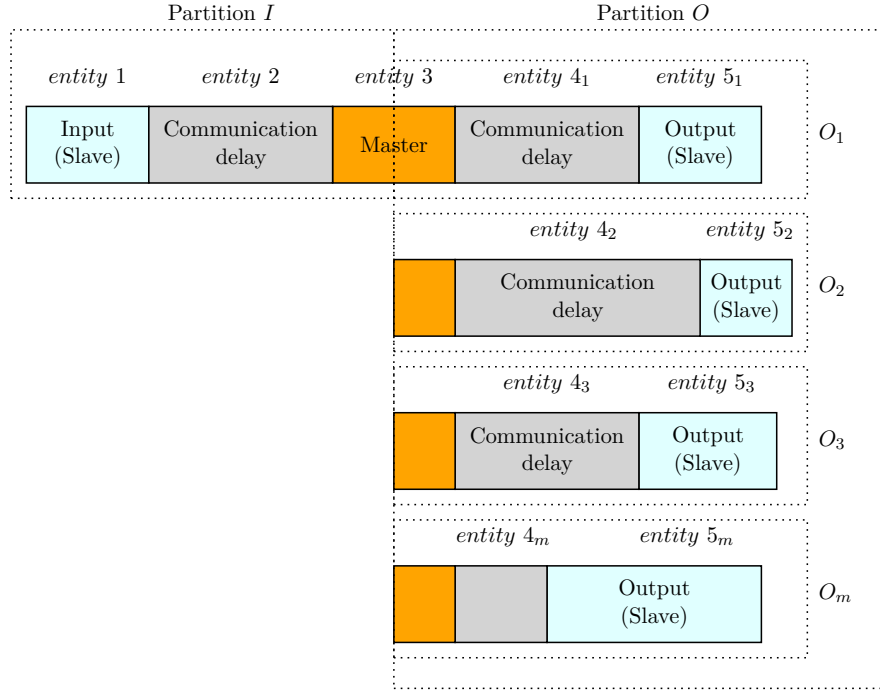 Partition I Partition O
entity 1 entity 2 entity 3 entity 4₁ entity 5₁
Input
(Slave)
Communication
delay
Master
Communication
delay
Output
(Slave)
O₁
entity 4₂ entity 5₂
Communication
delay
Output
(Slave)
O₂
entity 4₃ entity 5₃
Communication
delay
Output
(Slave)
O₃
entity 4ₘ entity 5ₘ
Output
(Slave)
Oₘ